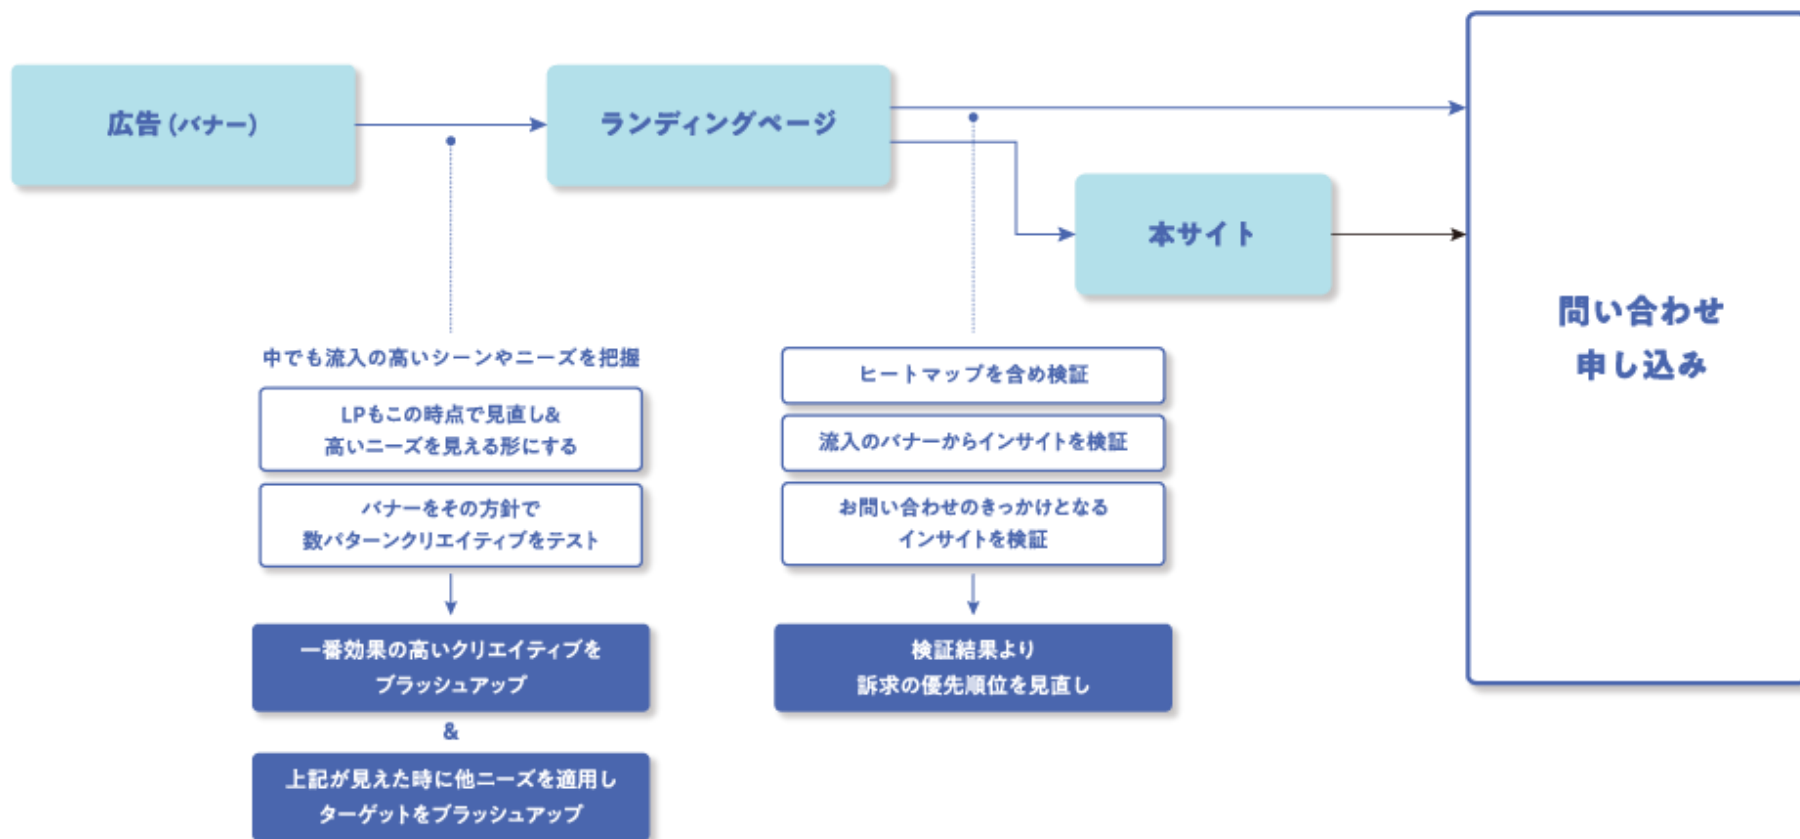 広告（バナー）
ランディングページ
本サイト
問い合わせ
申し込み
中でも流入の高いシーンやニーズを把握
LPもこの時点で見直し&
高いニーズを見える形にする
バナーをその方針で
数パターンクリエイティブをテスト
一番効果の高いクリエイティブを
ブラッシュアップ
&
上記が見えた時に他ニーズを適用し
ターゲットをブラッシュアップ
ヒートマップを含め検証
流入のバナーからインサイトを検証
お問い合わせのきっかけとなる
インサイトを検証
検証結果より
訴求の優先順位を見直し